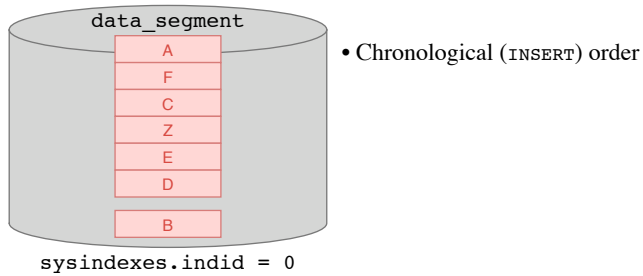 data_segment
A
F
C
Z
E
D
B
sysindexes.indid = 0
• Chronological (INSERT) order